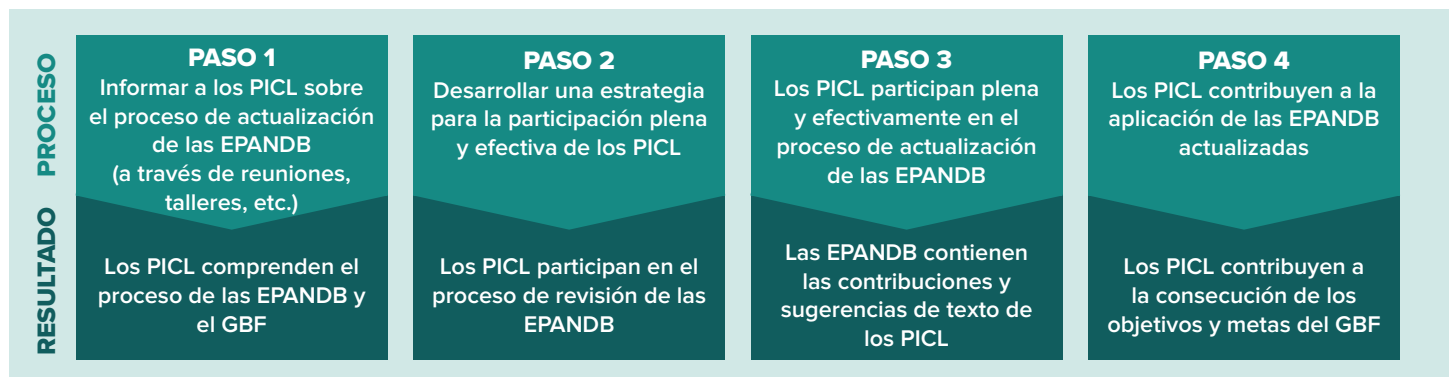 PROCESO
RESULTADO
PASO 1
Informar a los PICL sobre
el proceso de actualización
de las EPANDB
(a través de reuniones,
talleres, etc.)
Los PICL comprenden el
proceso de las EPANDB y
el GBF
PASO 2
Desarrollar una estrategia
para la participación plena
y efectiva de los PICL
Los PICL participan en el
proceso de revisión de las
EPANDB
PASO 3
Los PICL participan plena
y efectivamente en el
proceso de actualización
de las EPANDB
Las EPANDB contienen
las contribuciones y
sugerencias de texto de
los PICL
PASO 4
Los PICL contribuyen a la
aplicación de las EPANDB
actualizadas
Los PICL contribuyen a
la consecución de los
objetivos y metas del GBF